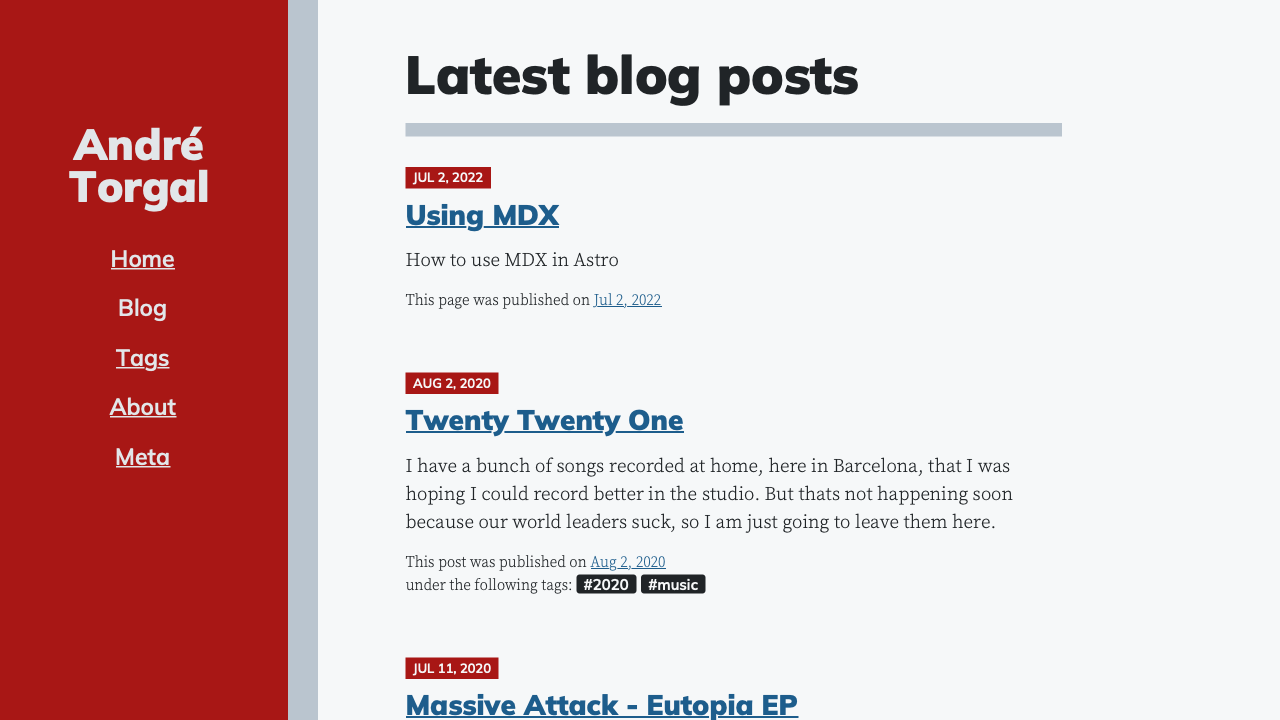 André
Torgal
Home
Blog
Tags
About
Meta
Latest blog posts
JUL 2, 2022
Using MDX
How to use MDX in Astro
This page was published on Jul 2, 2022
AUG 2, 2020
Twenty Twenty One
I have a bunch of songs recorded at home, here in Barcelona, that I was
hoping I could record better in the studio. But thats not happening soon
because our world leaders suck, so I am just going to leave them here.
This post was published on Aug 2, 2020
under the following tags: #2020 #music
JUL 11, 2020
Massive Attack - Eutopia EP